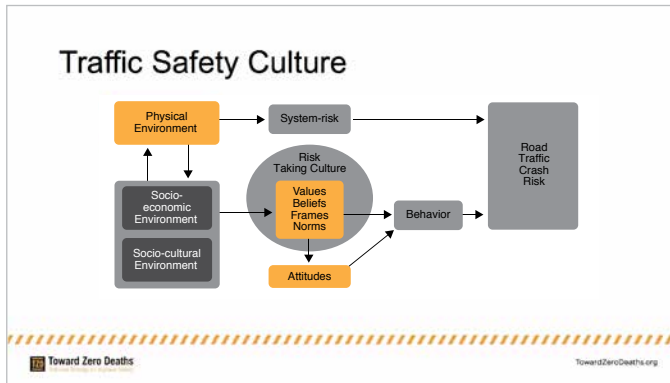 Traffic Safety Culture
Physical
Environment
System-risk
Road
Traffic
Crash
Risk
Risk
Taking Culture
Values
Beliefs
Frames
Norms
Socio-
economic
Environment
Socio-cultural
Environment
Behavior
Attitudes
Toward Zero Deaths
TowardZeroDeaths.org